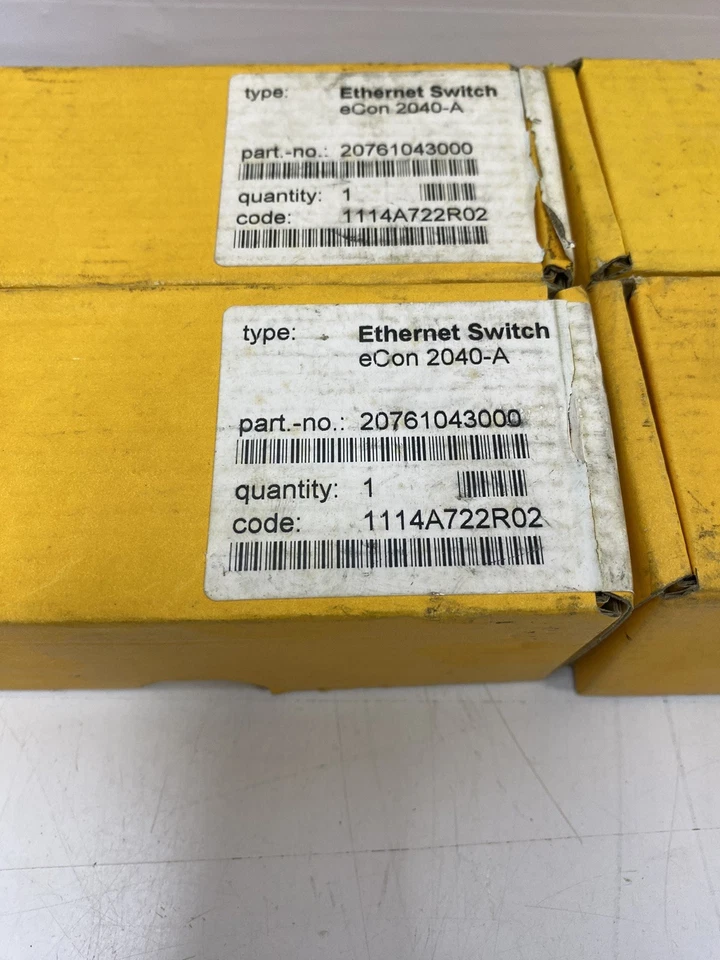 type: Ethernet Switch
eCon 2040-A
part.-no.: 20761043000
quantity: 1
code: 1114A722R02
type: Ethernet Switch
eCon 2040-A
part.-no.: 20761043000
quantity: 1
code: 1114A722R02